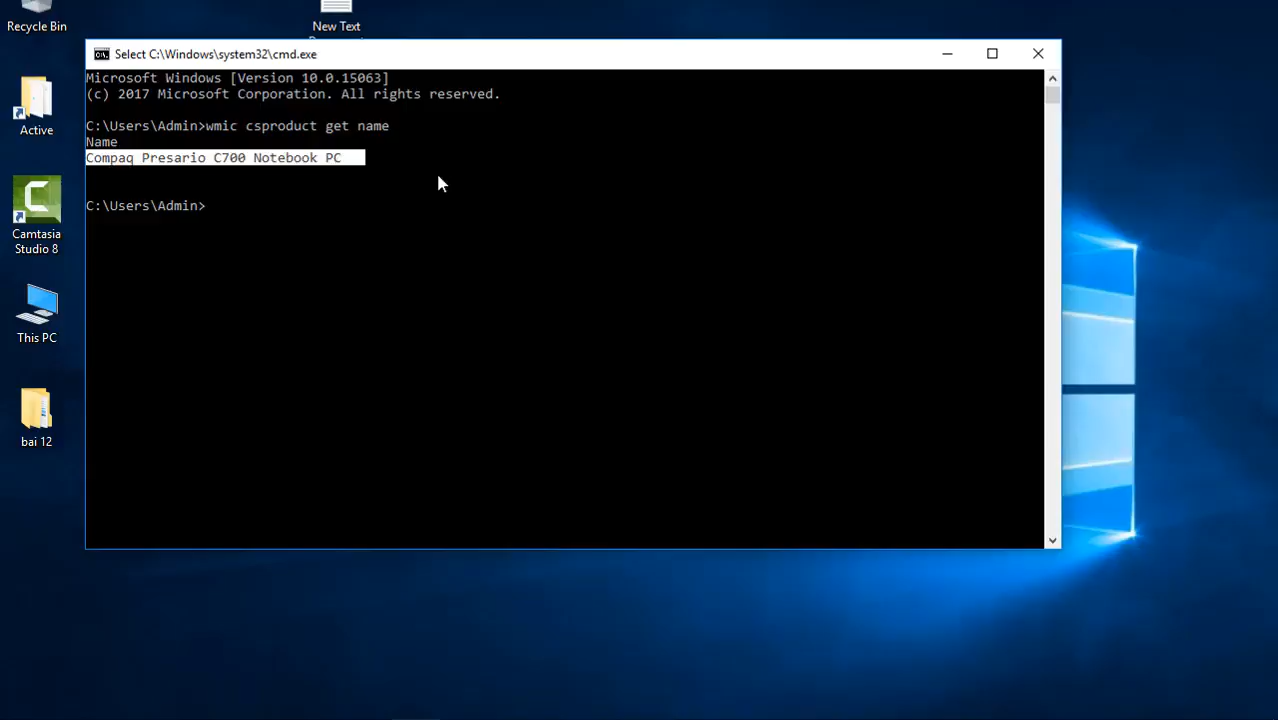 Recycle Bin
New Text
Select C:\Windows\system32\cmd.exe
Microsoft Windows [Version 10.0.15063]
(c) 2017 Microsoft Corporation. All rights reserved.
C:\Users\Admin>wmic csproduct get name
Name
Compaq Presario C700 Notebook PC
C:\Users\Admin>
Active
Camtasia
Studio 8
This PC
bai 12